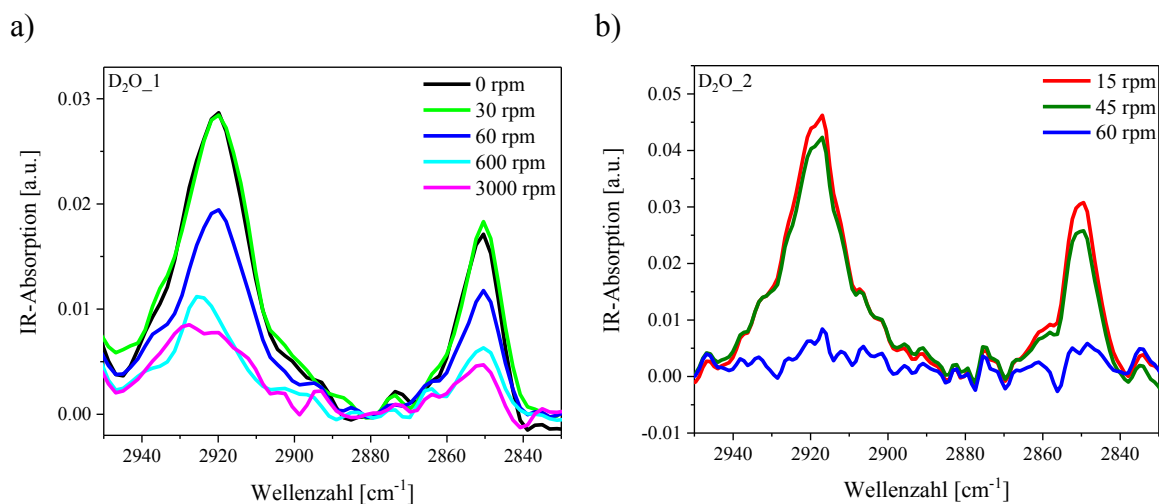 a)
D₂O_1
0 rpm
30 rpm
60 rpm
600 rpm
3000 rpm
IR-Absorption [a.u.]
0.03
0.02
0.01
0.00
2940 2920 2900 2880 2860 2840
Wellenzahl [cm⁻¹]
b)
D₂O_2
15 rpm
45 rpm
60 rpm
IR-Absorption [a.u.]
0.05
0.04
0.03
0.02
0.01
0.00
-0.01
2940 2920 2900 2880 2860 2840
Wellenzahl [cm⁻¹]